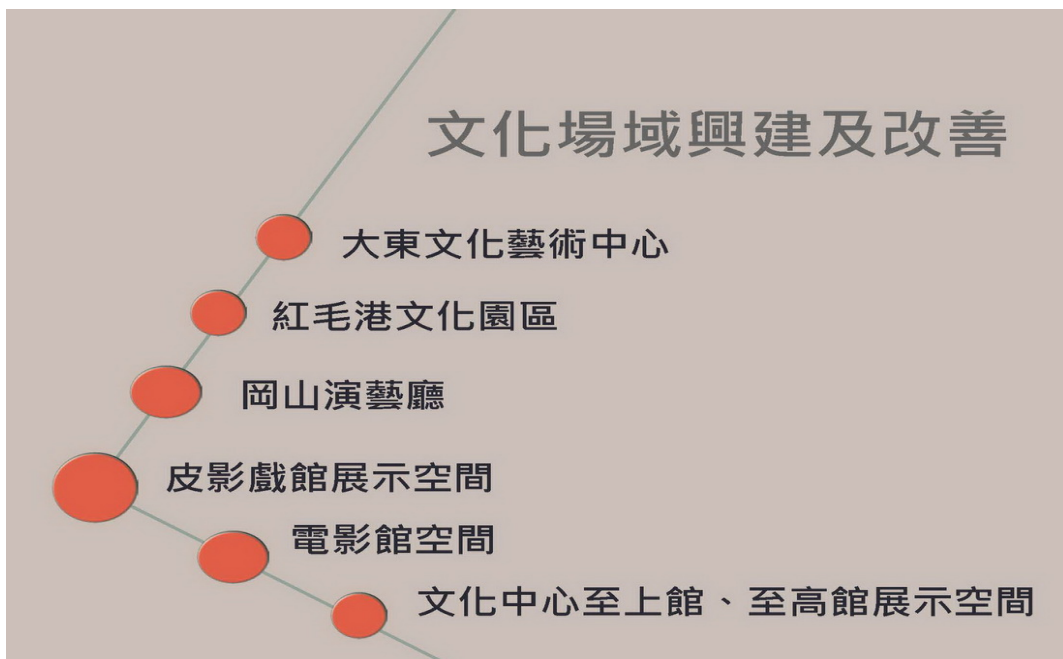 文化場域興建及改善
大東文化藝術中心
紅毛港文化園區
岡山演藝廳
皮影戲館展示空間
電影館空間
文化中心至上館、至高館展示空間